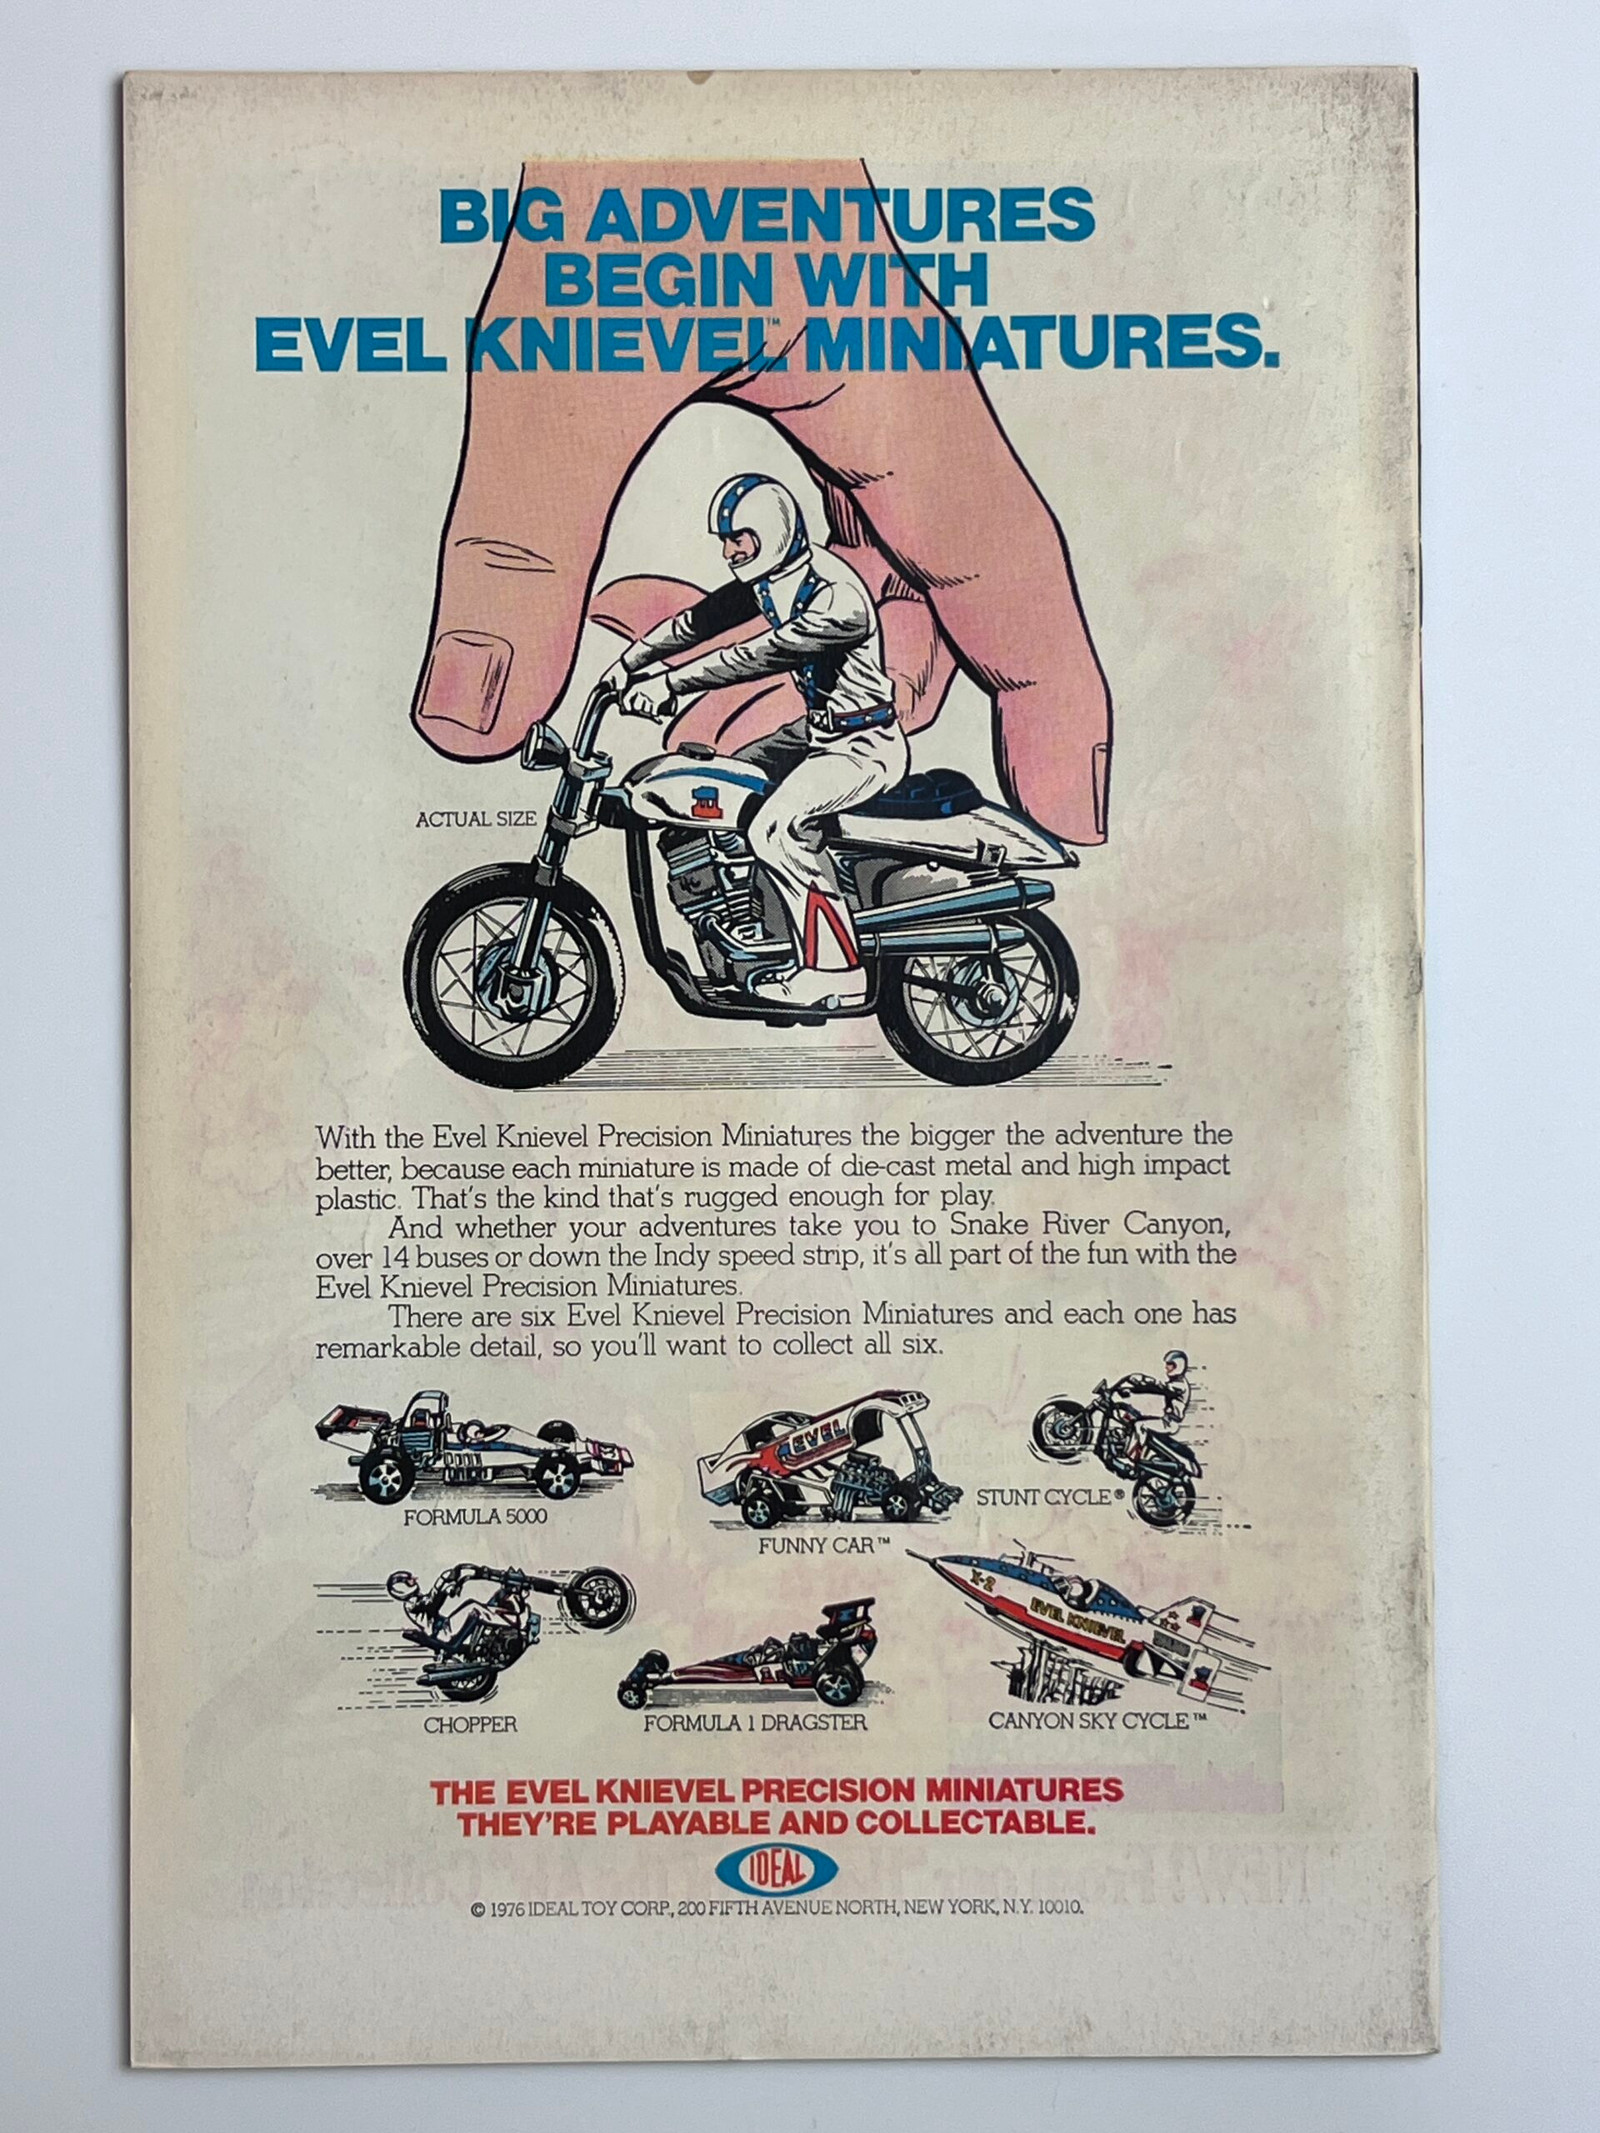 BIG ADVENTURES
BEGIN WITH
EVEL KNIEVEL™ MINIATURES.
ACTUAL SIZE
With the Evel Knievel Precision Miniatures the bigger the adventure the
better, because each miniature is made of die-cast metal and high impact
plastic. That's the kind that's rugged enough for play.
And whether your adventures take you to Snake River Canyon,
over 14 buses or down the Indy speed strip, it's all part of the fun with the
Evel Knievel Precision Miniatures.
There are six Evel Knievel Precision Miniatures and each one has
remarkable detail, so you'll want to collect all six.
EVEL
STUNT CYCLE®
FORMULA 5000
FUNNY CAR™
X-2
EVEL KNIEVEL
CHOPPER
FORMULA 1 DRAGSTER
CANYON SKY CYCLE™
THE EVEL KNIEVEL PRECISION MINIATURES
THEY'RE PLAYABLE AND COLLECTABLE.
IDEAL
© 1976 IDEAL TOY CORP., 200 FIFTH AVENUE NORTH, NEW YORK, N.Y. 10010.